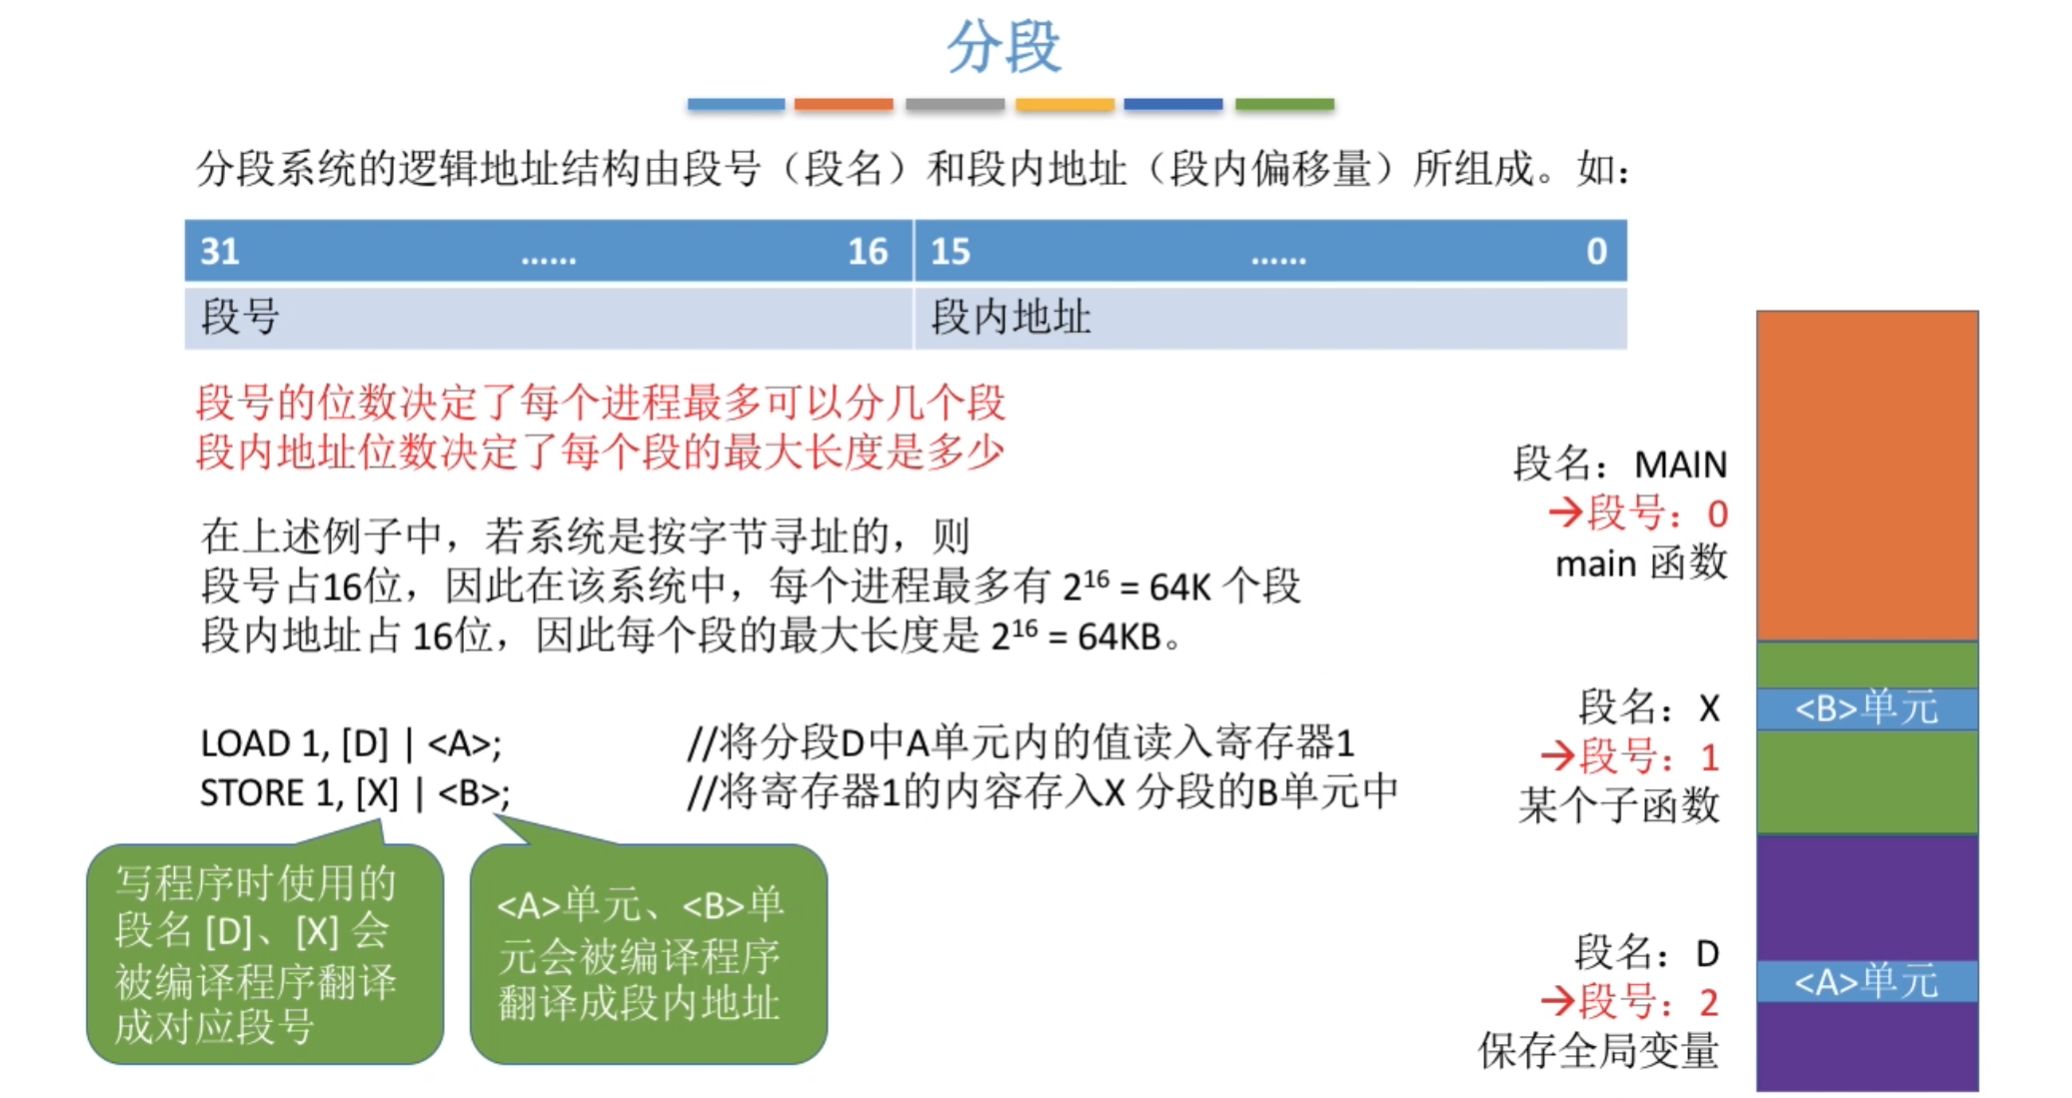 分段
分段系统的逻辑地址结构由段号（段名）和段内地址（段内偏移量）所组成。如：
31 …… 16 15 …… 0
段号 段内地址
段号的位数决定了每个进程最多可以分几个段
段内地址位数决定了每个段的最大长度是多少
在上述例子中，若系统是按字节寻址的，则
段号占16位，因此在该系统中，每个进程最多有 2¹⁶ = 64K 个段
段内地址占 16位，因此每个段的最大长度是 2¹⁶ = 64KB。
LOAD 1, [D] | <A>; //将分段D中A单元内的值读入寄存器1
STORE 1, [X] | <B>; //将寄存器1的内容存入X 分段的B单元中
写程序时使用的
段名 [D]、[X] 会
被编译程序翻译
成对应段号
<A>单元、<B>单
元会被编译程序
翻译成段内地址
段名：MAIN
→段号：0
main 函数
段名：X
→段号：1
某个子函数
<B>单元
段名：D
→段号：2
保存全局变量
<A>单元